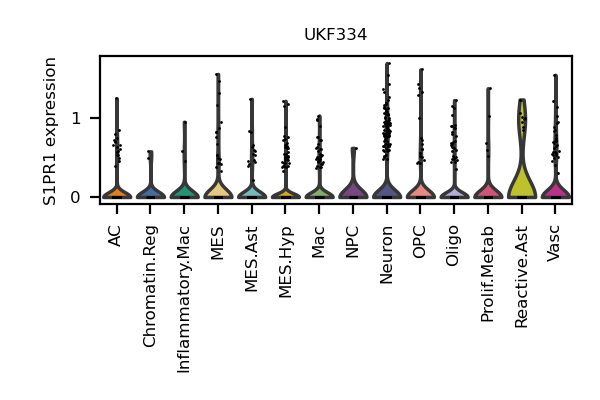 UKF334
S1PR1 expression
1
0
AC
Chromatin.Reg
Inflammatory.Mac
MES
MES.Ast
MES.Hyp
Mac
NPC
Neuron
OPC
Oligo
Prolif.Metab
Reactive.Ast
Vasc